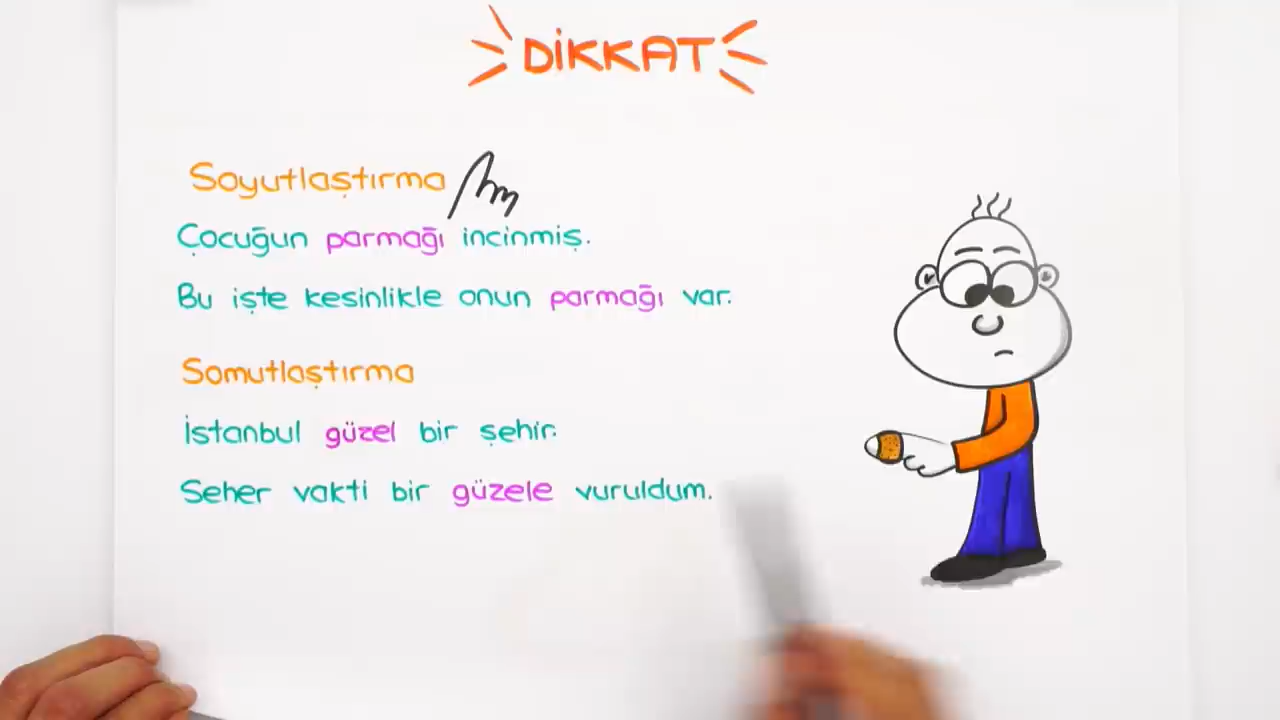 DİKKAT
Soyutlaştırma
Çocuğun parmağı incinmiş.
Bu işte kesinlikle onun parmağı var.
Somutlaştırma
İstanbul güzel bir şehir.
Seher vakti bir güzele vuruldum.